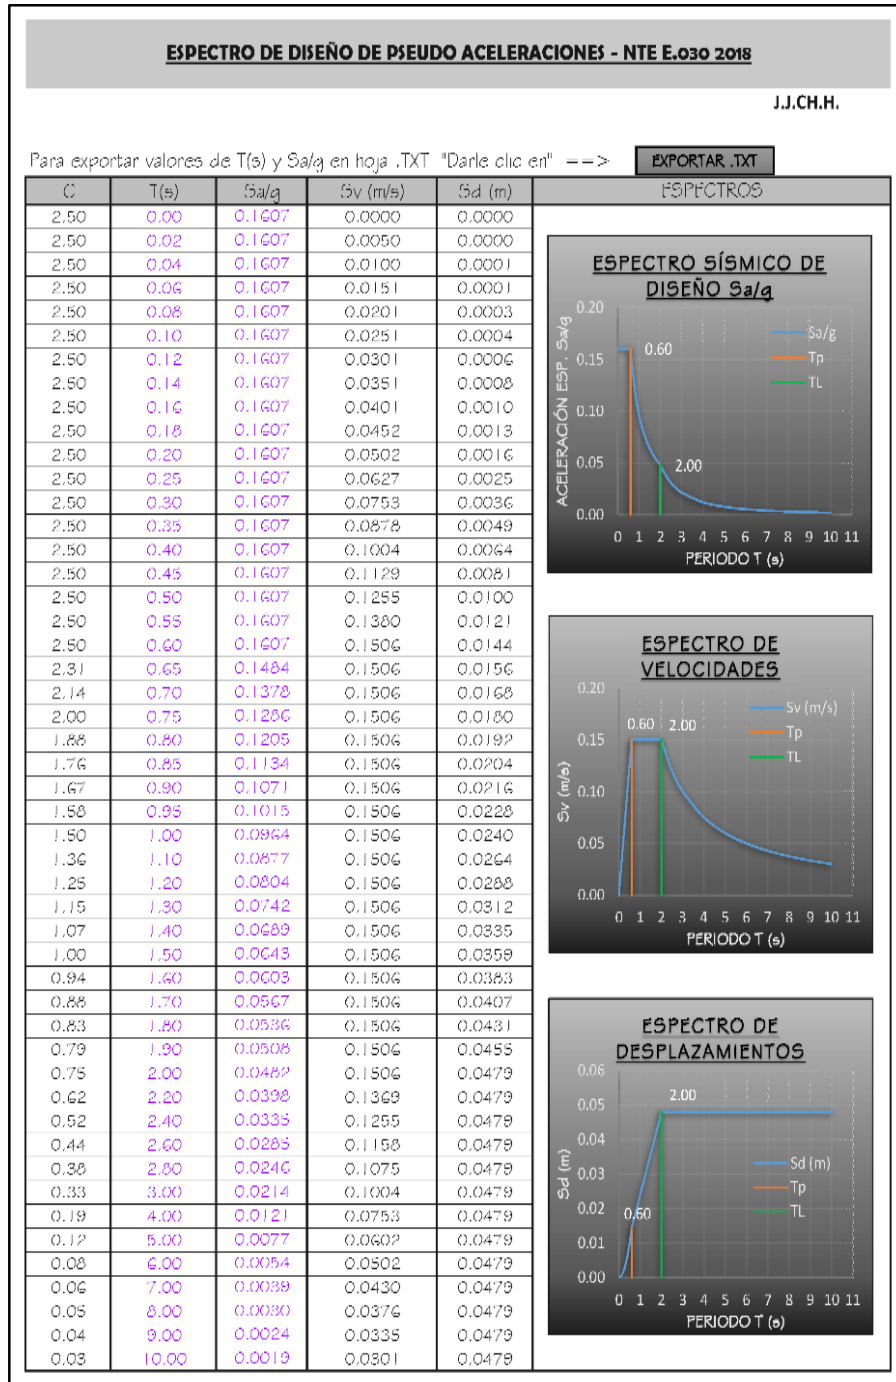 ESPECTRO DE DISEÑO DE PSEUDO ACELERACIONES - NTE E.030 2018
J.J.CH.H.
Para exportar valores de T(s) y Sa/g en hoja .TXT "Darle clic en" ==> EXPORTAR .TXT
C T(s) Sa/g Sv (m/s) Sd (m) ESPECTROS
2.50 0.00 0.1607 0.0000 0.0000
2.50 0.02 0.1607 0.0050 0.0000
2.50 0.04 0.1607 0.0100 0.0001
2.50 0.06 0.1607 0.0151 0.0001
2.50 0.08 0.1607 0.0201 0.0003
2.50 0.10 0.1607 0.0251 0.0004
2.50 0.12 0.1607 0.0301 0.0006
2.50 0.14 0.1607 0.0351 0.0008
2.50 0.16 0.1607 0.0401 0.0010
2.50 0.18 0.1607 0.0452 0.0013
2.50 0.20 0.1607 0.0502 0.0016
2.50 0.25 0.1607 0.0627 0.0025
2.50 0.30 0.1607 0.0753 0.0036
2.50 0.35 0.1607 0.0878 0.0049
2.50 0.40 0.1607 0.1004 0.0064
2.50 0.45 0.1607 0.1129 0.0081
2.50 0.50 0.1607 0.1255 0.0100
2.50 0.55 0.1607 0.1380 0.0121
2.50 0.60 0.1607 0.1506 0.0144
2.31 0.65 0.1484 0.1506 0.0156
2.14 0.70 0.1378 0.1506 0.0168
2.00 0.75 0.1286 0.1506 0.0180
1.88 0.80 0.1205 0.1506 0.0192
1.76 0.85 0.1134 0.1506 0.0204
1.67 0.90 0.1071 0.1506 0.0216
1.58 0.95 0.1015 0.1506 0.0228
1.50 1.00 0.0964 0.1506 0.0240
1.36 1.10 0.0877 0.1506 0.0264
1.25 1.20 0.0804 0.1506 0.0288
1.15 1.30 0.0742 0.1506 0.0312
1.07 1.40 0.0689 0.1506 0.0335
1.00 1.50 0.0643 0.1506 0.0359
0.94 1.60 0.0603 0.1506 0.0383
0.88 1.70 0.0567 0.1506 0.0407
0.83 1.80 0.0536 0.1506 0.0431
0.79 1.90 0.0508 0.1506 0.0455
0.75 2.00 0.0482 0.1506 0.0479
0.62 2.20 0.0398 0.1369 0.0479
0.52 2.40 0.0335 0.1255 0.0479
0.44 2.60 0.0285 0.1158 0.0479
0.38 2.80 0.0246 0.1075 0.0479
0.33 3.00 0.0214 0.1004 0.0479
0.19 4.00 0.0121 0.0753 0.0479
0.12 5.00 0.0077 0.0602 0.0479
0.08 6.00 0.0054 0.0502 0.0479
0.06 7.00 0.0039 0.0430 0.0479
0.05 8.00 0.0030 0.0376 0.0479
0.04 9.00 0.0024 0.0335 0.0479
0.03 10.00 0.0019 0.0301 0.0479
ESPECTRO SÍSMICO DE
DISEÑO Sa/g
ACELERACIÓN ESP. Sa/g
0.20
0.15
0.10
0.05
0.00
0.60
2.00
Sa/g
Tp
TL
0 1 2 3 4 5 6 7 8 9 10 11
PERIODO T (s)
ESPECTRO DE
VELOCIDADES
Sv (m/s)
0.20
0.15
0.10
0.05
0.00
0.60 2.00
Sv (m/s)
Tp
TL
0 1 2 3 4 5 6 7 8 9 10 11
PERIODO T (s)
ESPECTRO DE
DESPLAZAMIENTOS
Sd (m)
0.06
0.05
0.04
0.03
0.02
0.01
0.00
2.00
0.60
Sd (m)
Tp
TL
0 1 2 3 4 5 6 7 8 9 10 11
PERIODO T (s)